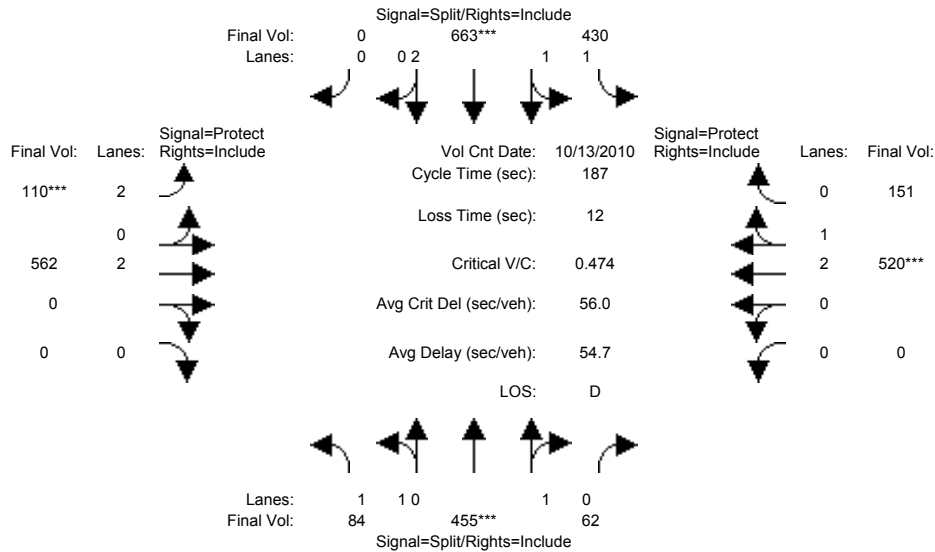 Signal=Split/Rights=Include
Final Vol: 0 663*** 430
Lanes: 0 0 2 1 1
Signal=Protect
Final Vol: Lanes: Rights=Include
Vol Cnt Date: 10/13/2010
Signal=Protect
Rights=Include Lanes: Final Vol:
Cycle Time (sec): 187
110*** 2
0 151
Loss Time (sec): 12
0
1
562 2
Critical V/C: 0.474
2 520***
0
Avg Crit Del (sec/veh): 56.0
0
0 0
Avg Delay (sec/veh): 54.7
0 0
LOS: D
Lanes: 1 1 0 1 0
Final Vol: 84 455*** 62
Signal=Split/Rights=Include